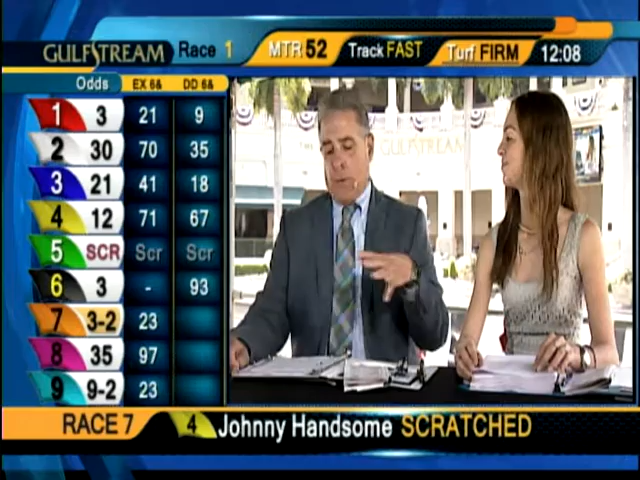 GULFSTREAM Race 1 MTR 52 Track FAST Turf FIRM 12:08
Odds EX 6& DD 6&
1 3 21 9
2 30 70 35
3 21 41 18
4 12 71 67
5 SCR Scr Scr
6 3 - 93
7 3-2 23
8 35 97
9 9-2 23
GULFSTREAM
RACE 7 4 Johnny Handsome SCRATCHED